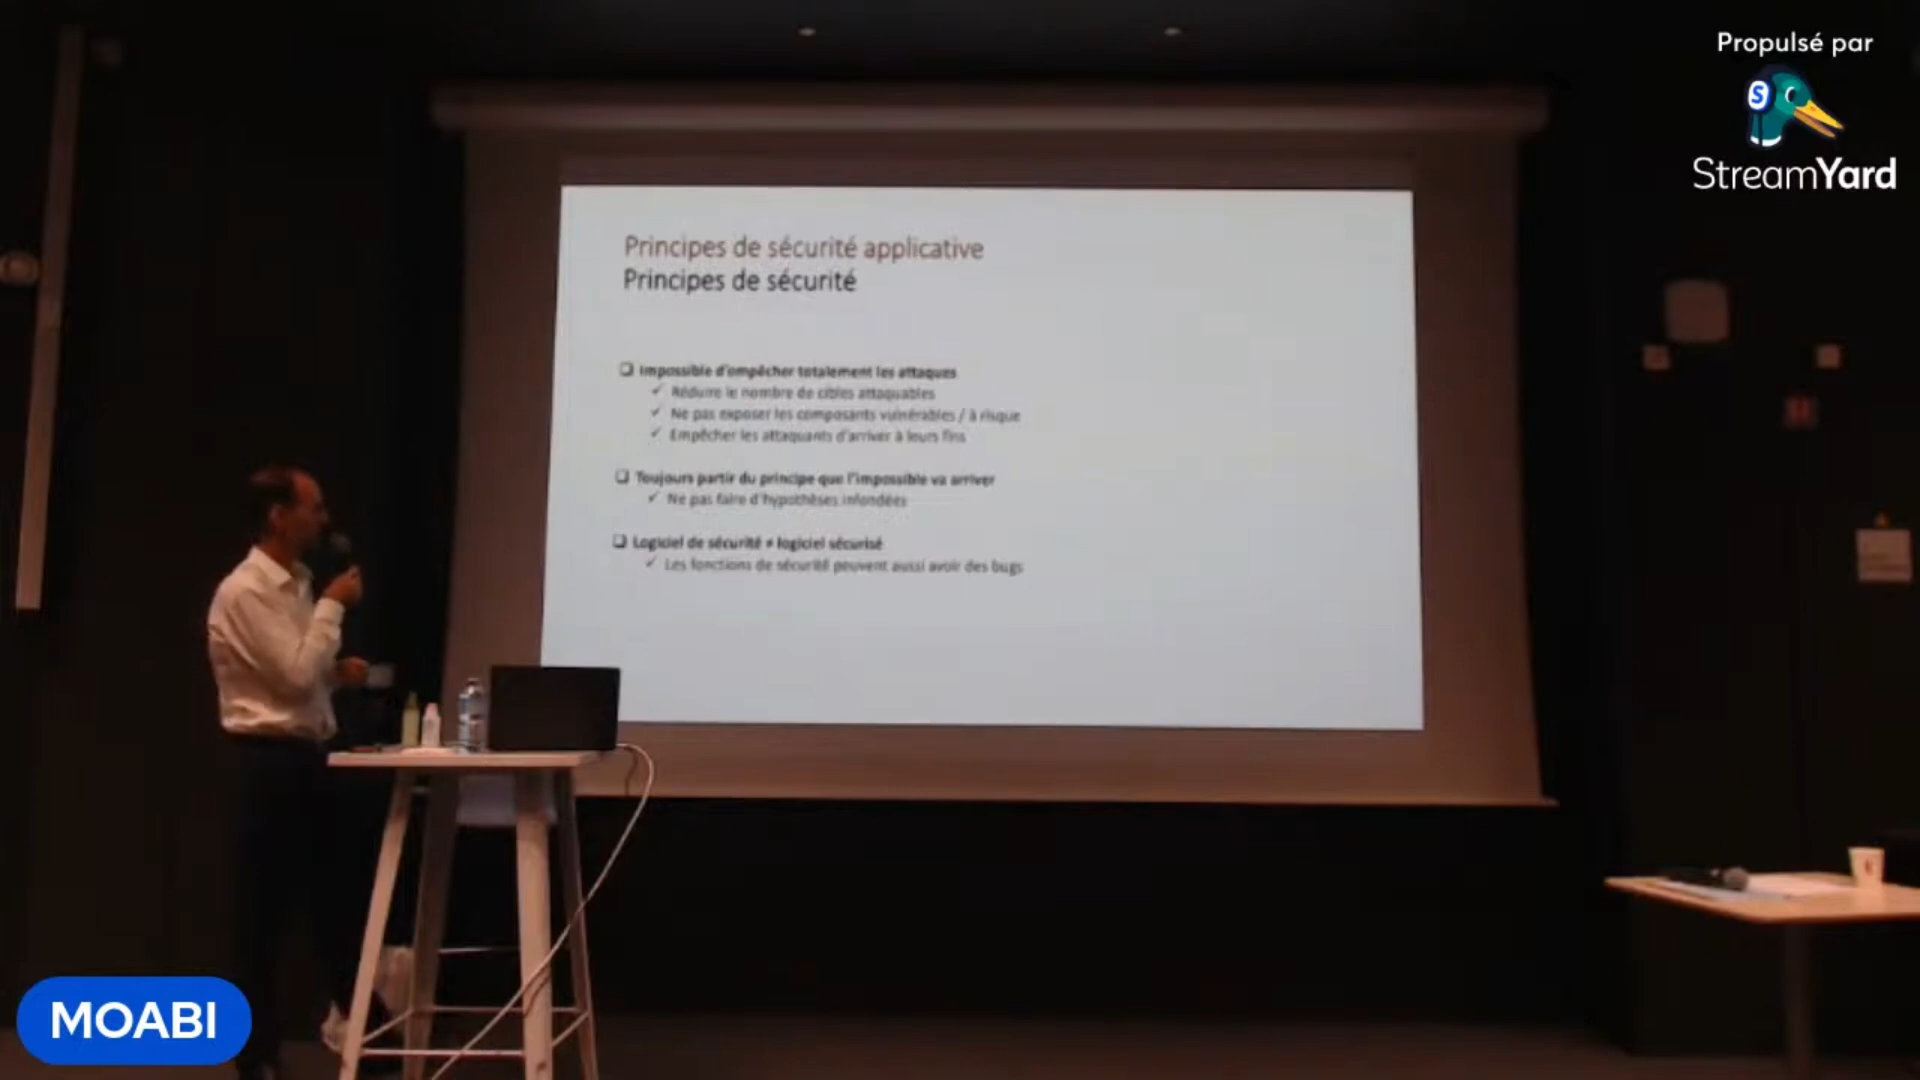 Propulsé par
StreamYard
Principes de sécurité applicative
Principes de sécurité
Impossible d'empêcher totalement les attaques
Réduire le nombre de cibles attaquables
Ne pas exposer les composants vulnérables / à risque
Empêcher les attaquants d'arriver à leurs fins
Toujours partir du principe que l'impossible va arriver
Ne pas faire d'hypothèses infondées
Logiciel de sécurité ≠ logiciel sécurisé
Les fonctions de sécurité peuvent aussi avoir des bugs
MOABI